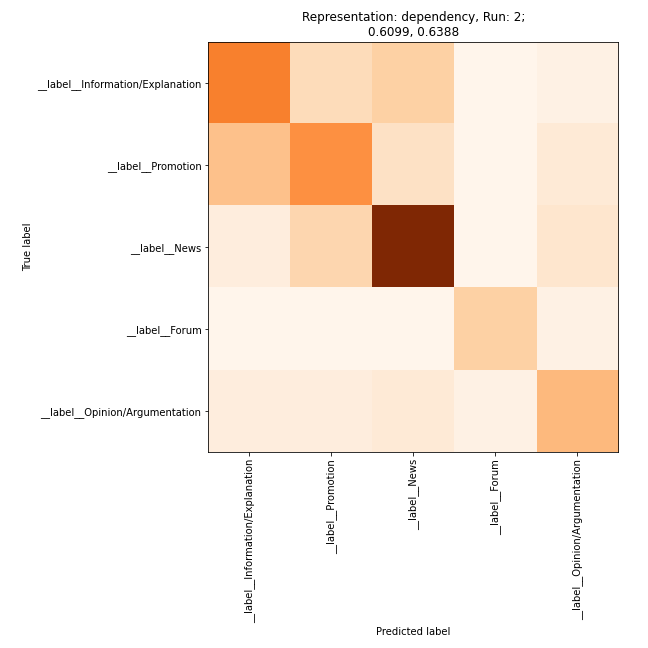 Representation: dependency, Run: 2;
0.6099, 0.6388
True label
__label__Information/Explanation
__label__Promotion
__label__News
__label__Forum
__label__Opinion/Argumentation
__label__Information/Explanation
__label__Promotion
__label__News
__label__Forum
__label__Opinion/Argumentation
Predicted label